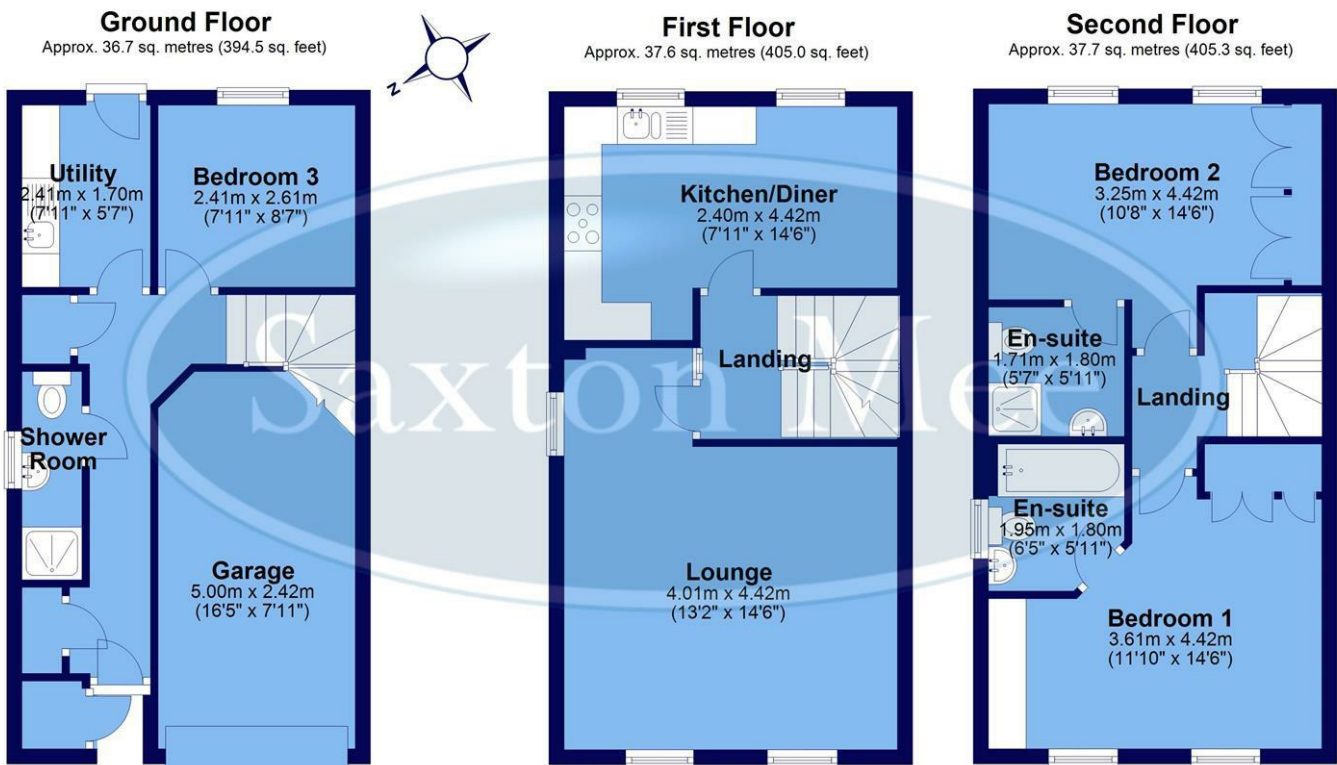 Ground Floor
Approx. 36.7 sq. metres (394.5 sq. feet)
Utility
2.41m x 1.70m
(7'11" x 5'7")
Bedroom 3
2.41m x 2.61m
(7'11" x 8'7")
Shower
Room
Garage
5.00m x 2.42m
(16'5" x 7'11")
N
First Floor
Approx. 37.6 sq. metres (405.0 sq. feet)
Kitchen/Diner
2.40m x 4.42m
(7'11" x 14'6")
Landing
Lounge
4.01m x 4.42m
(13'2" x 14'6")
Second Floor
Approx. 37.7 sq. metres (405.3 sq. feet)
Bedroom 2
3.25m x 4.42m
(10'8" x 14'6")
En-suite
1.71m x 1.80m
(5'7" x 5'11")
Landing
En-suite
1.95m x 1.80m
(6'5" x 5'11")
Bedroom 1
3.61m x 4.42m
(11'10" x 14'6")
Saxton Mee